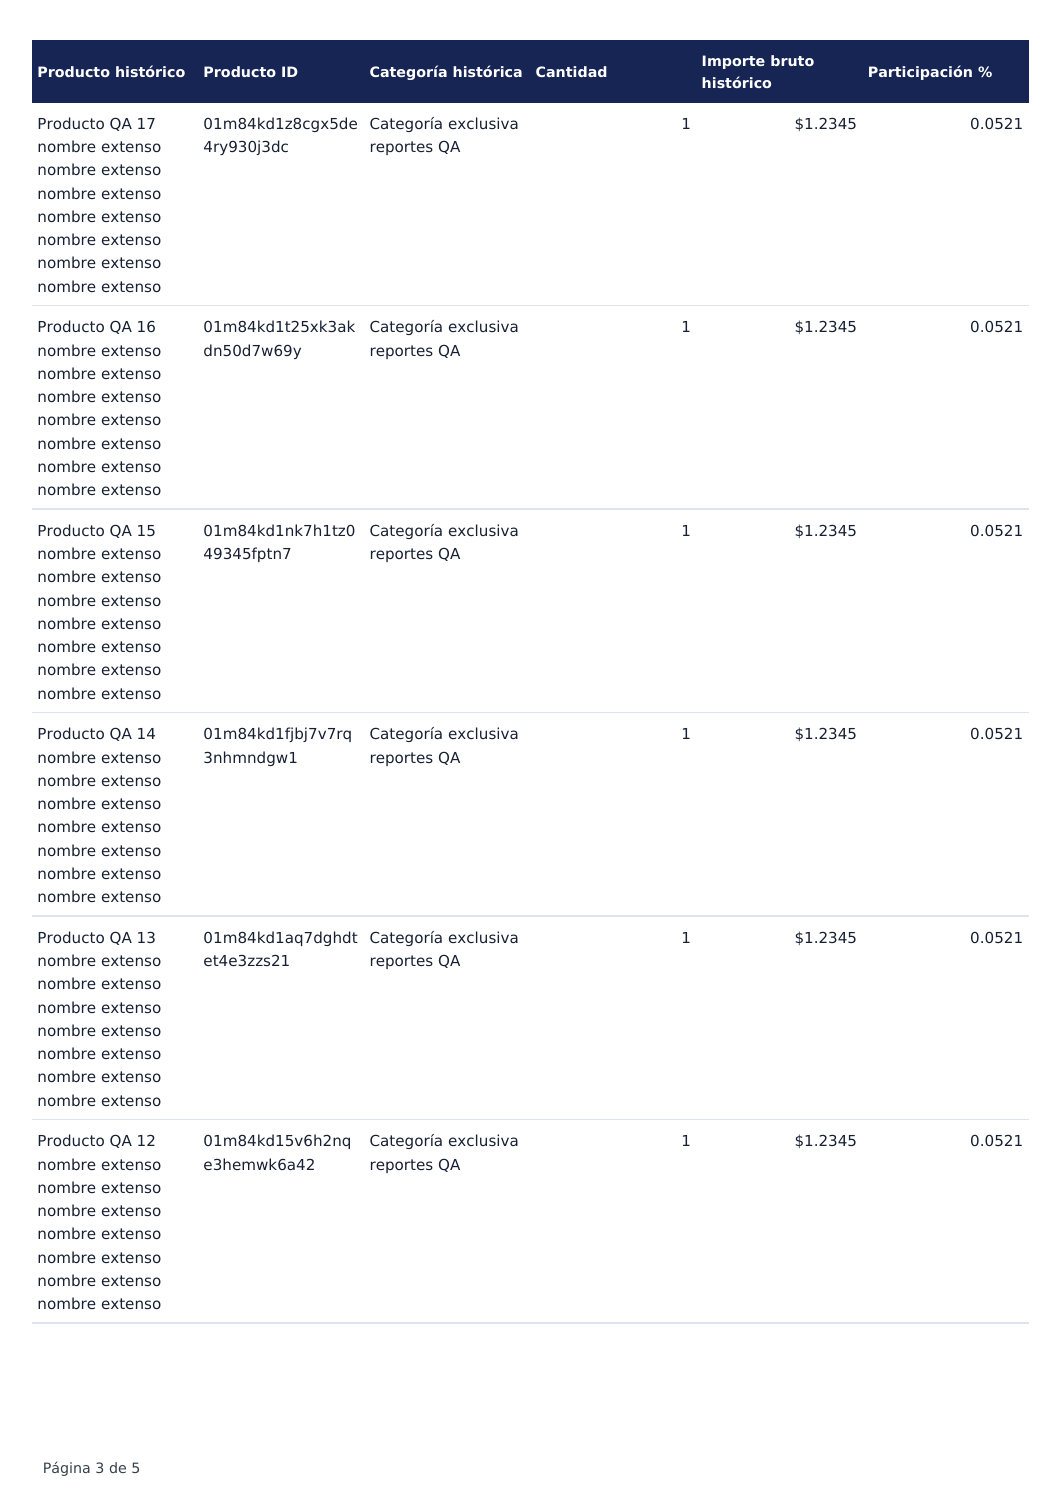 Producto histórico Producto ID Categoría histórica Cantidad Importe bruto histórico Participación %
Producto QA 17 01m84kd1z8cgx5de Categoría exclusiva 1 $1.2345 0.0521
nombre extenso 4ry930j3dc reportes QA
nombre extenso
nombre extenso
nombre extenso
nombre extenso
nombre extenso
nombre extenso
Producto QA 16 01m84kd1t25xk3ak Categoría exclusiva 1 $1.2345 0.0521
nombre extenso dn50d7w69y reportes QA
nombre extenso
nombre extenso
nombre extenso
nombre extenso
nombre extenso
nombre extenso
Producto QA 15 01m84kd1nk7h1tz0 Categoría exclusiva 1 $1.2345 0.0521
nombre extenso 49345fptn7 reportes QA
nombre extenso
nombre extenso
nombre extenso
nombre extenso
nombre extenso
nombre extenso
Producto QA 14 01m84kd1fjbj7v7rq Categoría exclusiva 1 $1.2345 0.0521
nombre extenso 3nhmndgw1 reportes QA
nombre extenso
nombre extenso
nombre extenso
nombre extenso
nombre extenso
nombre extenso
Producto QA 13 01m84kd1aq7dghdt Categoría exclusiva 1 $1.2345 0.0521
nombre extenso et4e3zzs21 reportes QA
nombre extenso
nombre extenso
nombre extenso
nombre extenso
nombre extenso
nombre extenso
Producto QA 12 01m84kd15v6h2nq Categoría exclusiva 1 $1.2345 0.0521
nombre extenso e3hemwk6a42 reportes QA
nombre extenso
nombre extenso
nombre extenso
nombre extenso
nombre extenso
nombre extenso
Página 3 de 5